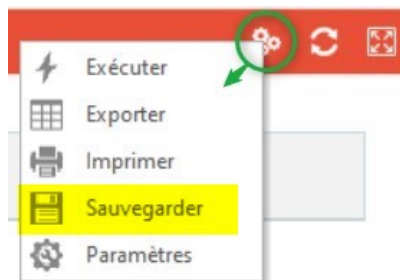 Exécuter
Exporter
Imprimer
Sauvegarder
Paramètres